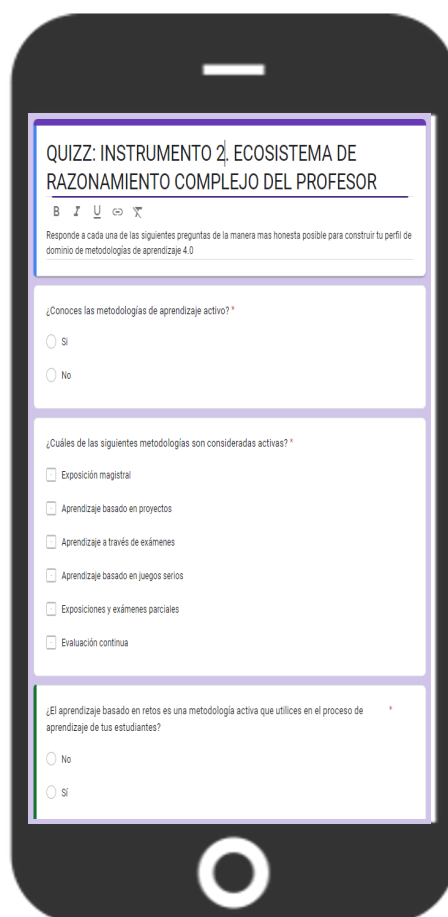 QUIZZ: INSTRUMENTO 2. ECOSISTEMA DE
RAZONAMIENTO COMPLEJO DEL PROFESOR
B I U
Responde a cada una de las siguientes preguntas de la manera mas honesta posible para construir tu perfil de
dominio de metodologías de aprendizaje 4.0
¿Conoces las metodologías de aprendizaje activo? *
Si
No
¿Cuáles de las siguientes metodologías son consideradas activas? *
Exposición magistral
Aprendizaje basado en proyectos
Aprendizaje a través de exámenes
Aprendizaje basado en juegos serios
Exposiciones y exámenes parciales
Evaluación continua
¿El aprendizaje basado en retos es una metodología activa que utilices en el proceso de *
aprendizaje de tus estudiantes?
No
Sí